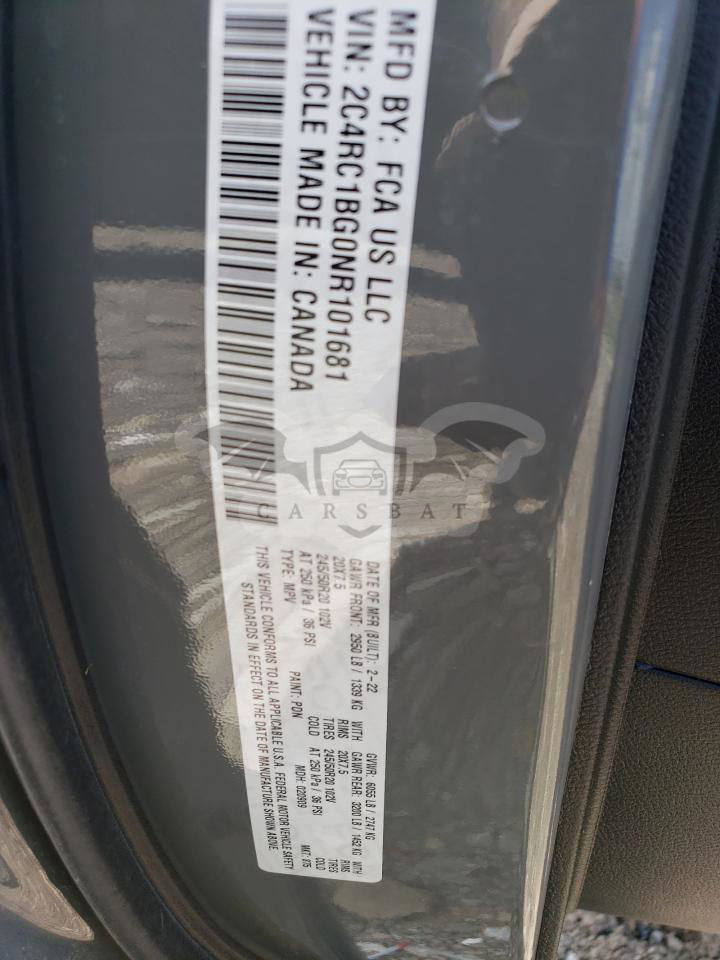 MFD BY: FCA US LLC
VIN: 2C4RC1BG0NR101681
VEHICLE MADE IN: CANADA
CARSBAT
DATE OF MFR (BUILT): 2-22 GVWR: 6055 LB / 2747 KG
GAWR FRONT: 2950 LB / 1339 KG WITH GAWR REAR: 3200 LB / 1452 KG WITH
20X7.5 RIMS 20X7.5 RIMS
245/50R20 102V TIRES 245/50R20 102V TIRES
AT 250 kPa / 36 PSI COLD AT 250 kPa / 36 PSI COLD
TYPE: MPV PAINT: PDN MDH: 020909
THIS VEHICLE CONFORMS TO ALL APPLICABLE U.S.A. FEDERAL MOTOR VEHICLE SAFETY
STANDARDS IN EFFECT ON THE DATE OF MANUFACTURE SHOWN ABOVE.